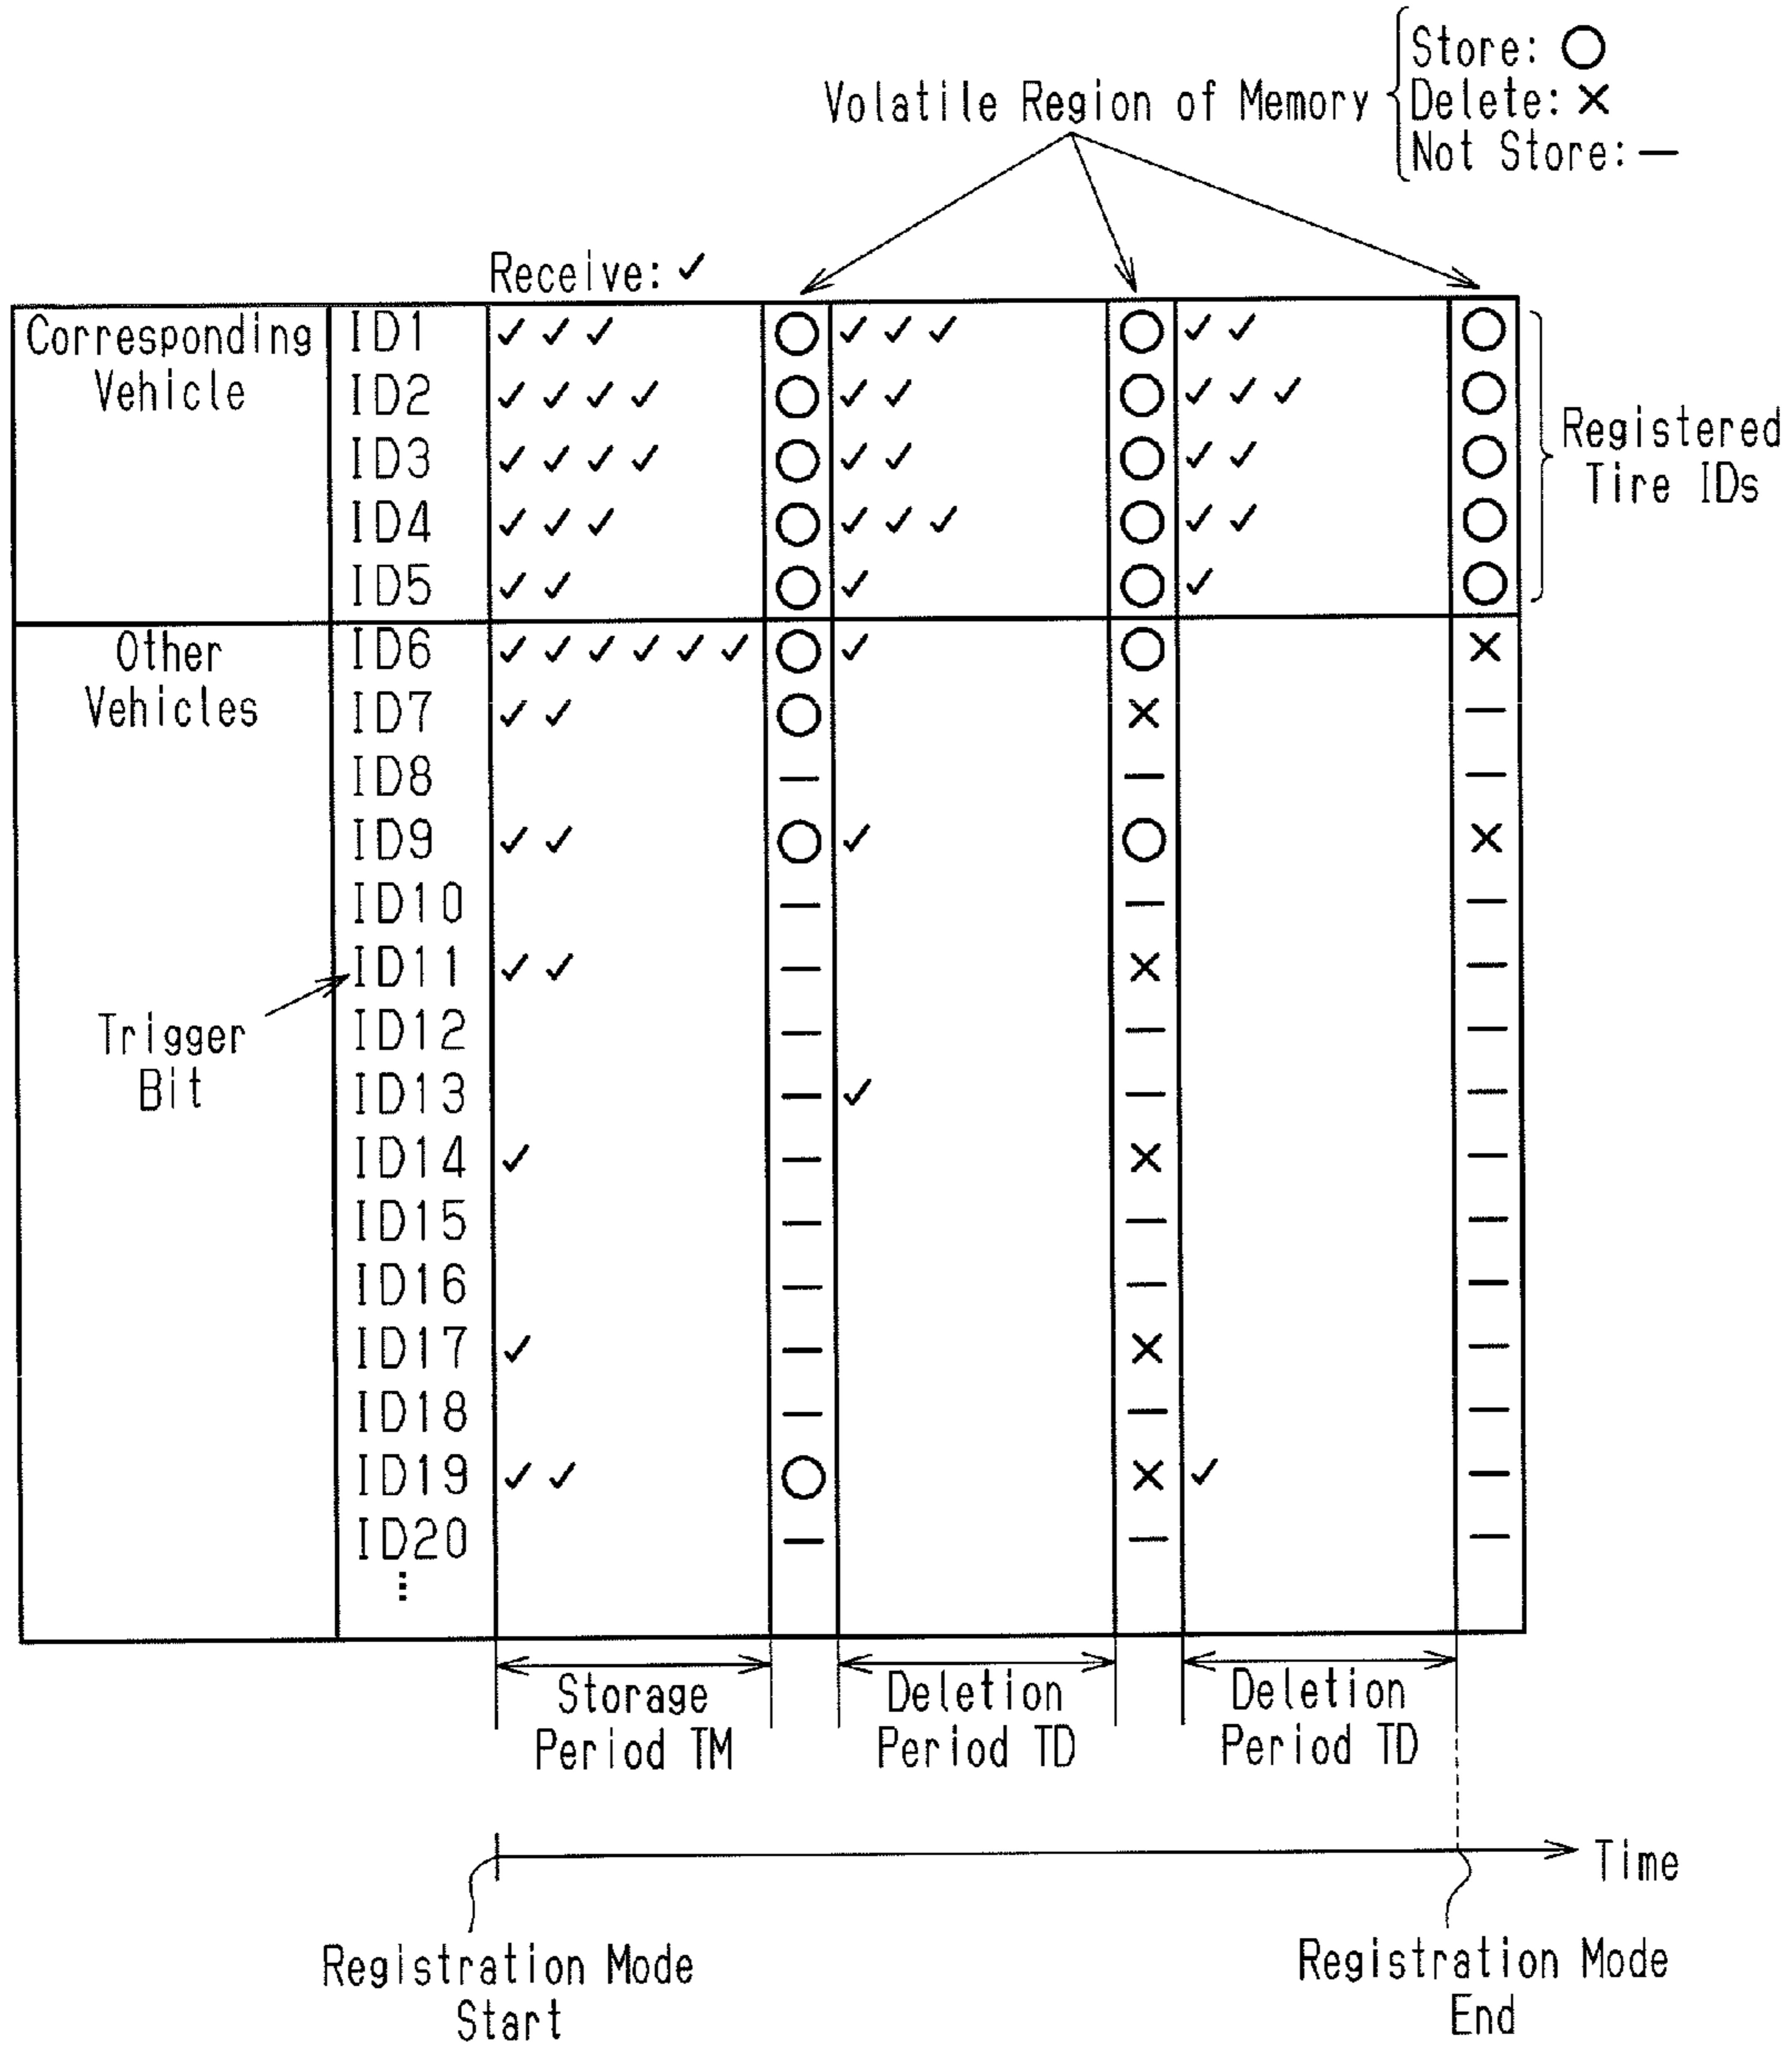 Store: ○
Volatile Region of Memory
Delete: ×
Not Store: —
Receive: ✓
Corresponding
Vehicle
ID1 ✓ ✓ ✓ ○ ✓ ✓ ✓ ○ ✓ ✓ ○
ID2 ✓ ✓ ✓ ✓ ○ ✓ ✓ ○ ✓ ✓ ✓ ○
ID3 ✓ ✓ ✓ ✓ ○ ✓ ✓ ○ ✓ ✓ ○
ID4 ✓ ✓ ✓ ○ ✓ ✓ ✓ ○ ✓ ✓ ○
ID5 ✓ ✓ ○ ✓ ○ ✓ ○
Registered
Tire IDs
Other
Vehicles
ID6 ✓ ✓ ✓ ✓ ✓ ✓ ○ ✓ ○ ×
ID7 ✓ ✓ ○ × —
ID8 — — —
ID9 ✓ ✓ ○ ✓ ○ ×
ID10 — — —
ID11 ✓ ✓ — × —
ID12 — — —
ID13 — ✓ — —
ID14 ✓ — × —
ID15 — — —
ID16 — — —
ID17 ✓ — × —
ID18 — — —
ID19 ✓ ✓ ○ × ✓ —
ID20 — — —
⋮
Trigger
Bit
Storage
Period TM
Deletion
Period TD
Deletion
Period TD
Time
Registration Mode
Start
Registration Mode
End